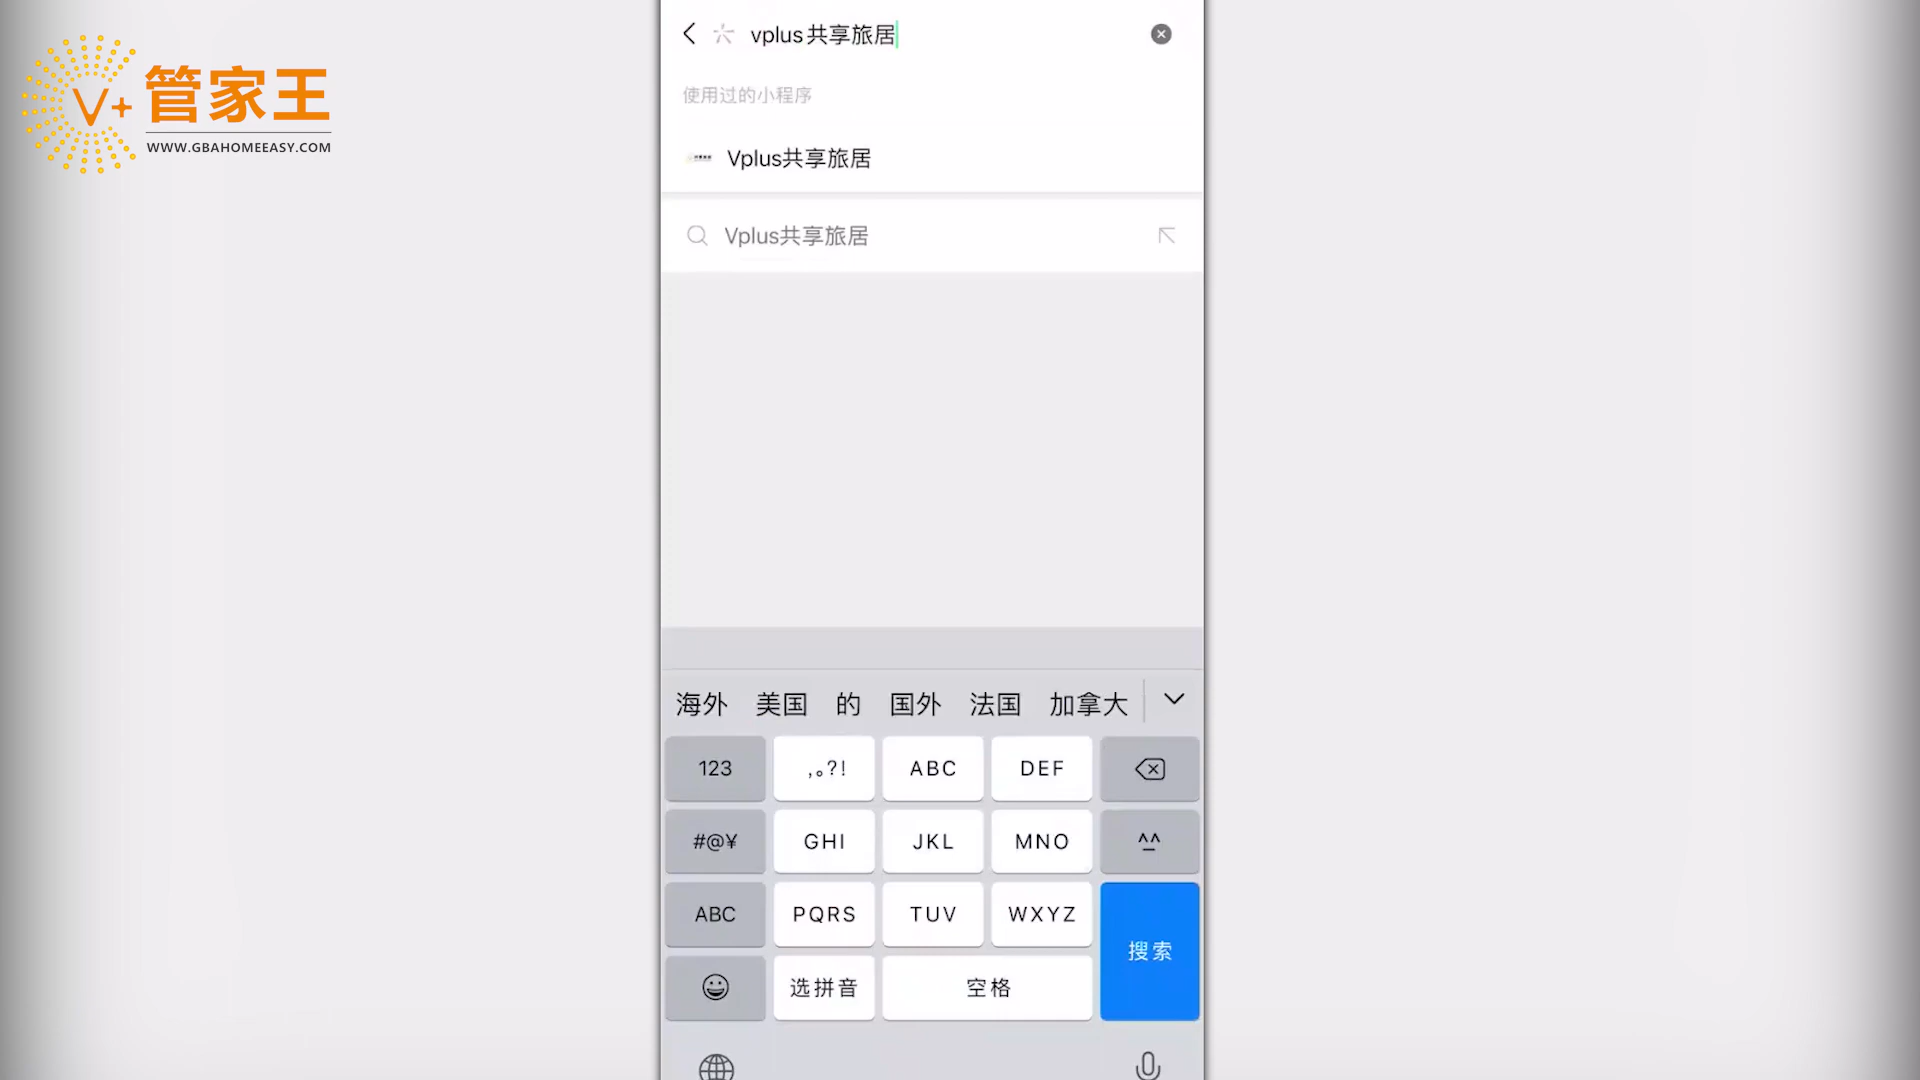 V+管家王
WWW.GBAHOMEEASY.COM
vplus共享旅居
使用过的小程序
Vplus共享旅居
Vplus共享旅居
海外 美国 的 国外 法国 加拿大
123 ,。?! ABC DEF
#@¥ GHI JKL MNO ^^
ABC PQRS TUV WXYZ
搜索
选拼音 空格